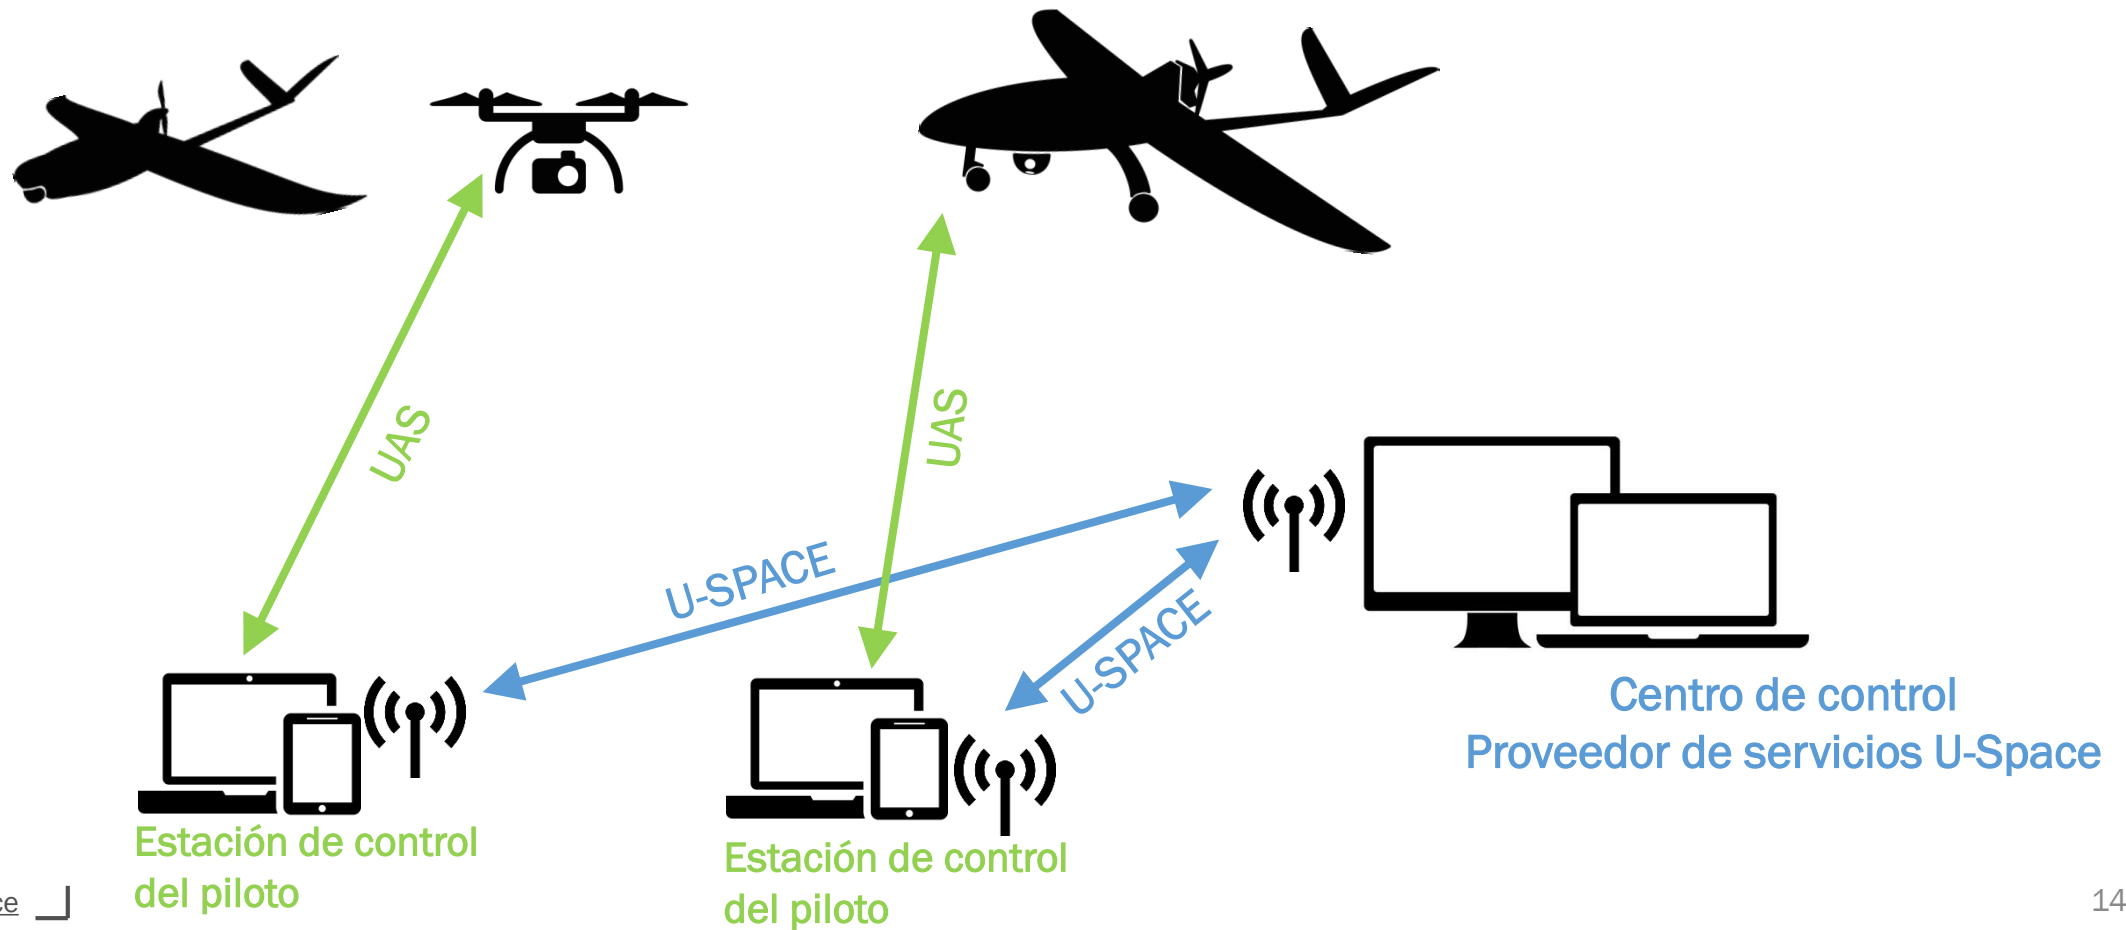 UAS
UAS
U-SPACE
U-SPACE
Centro de control
Proveedor de servicios U-Space
Estación de control
del piloto
Estación de control
del piloto
14